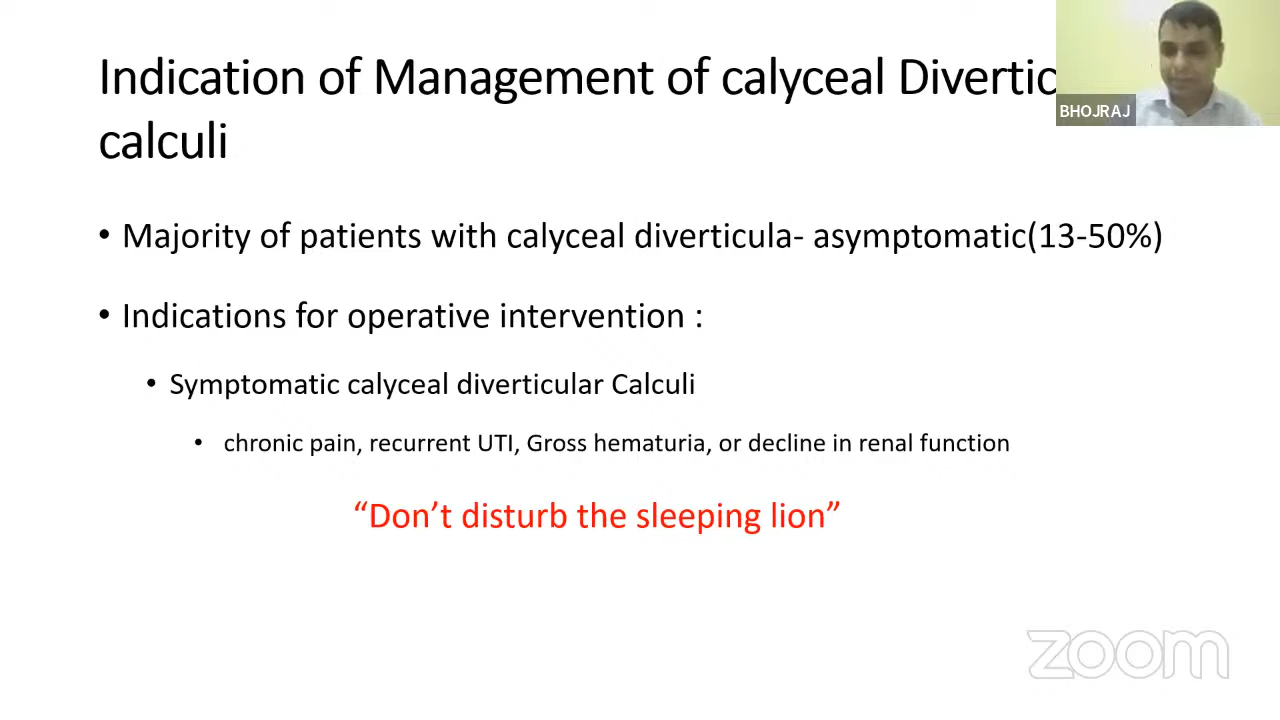 Indication of Management of calyceal
calculi
• Majority of patients with calyceal diverticula- asymptomatic(13-50%)
• Indications for operative intervention :
• Symptomatic calyceal diverticular Calculi
• chronic pain, recurrent UTI, Gross hematuria, or decline in renal function
“Don’t disturb the sleeping lion”
BHOJRAJ
zoom